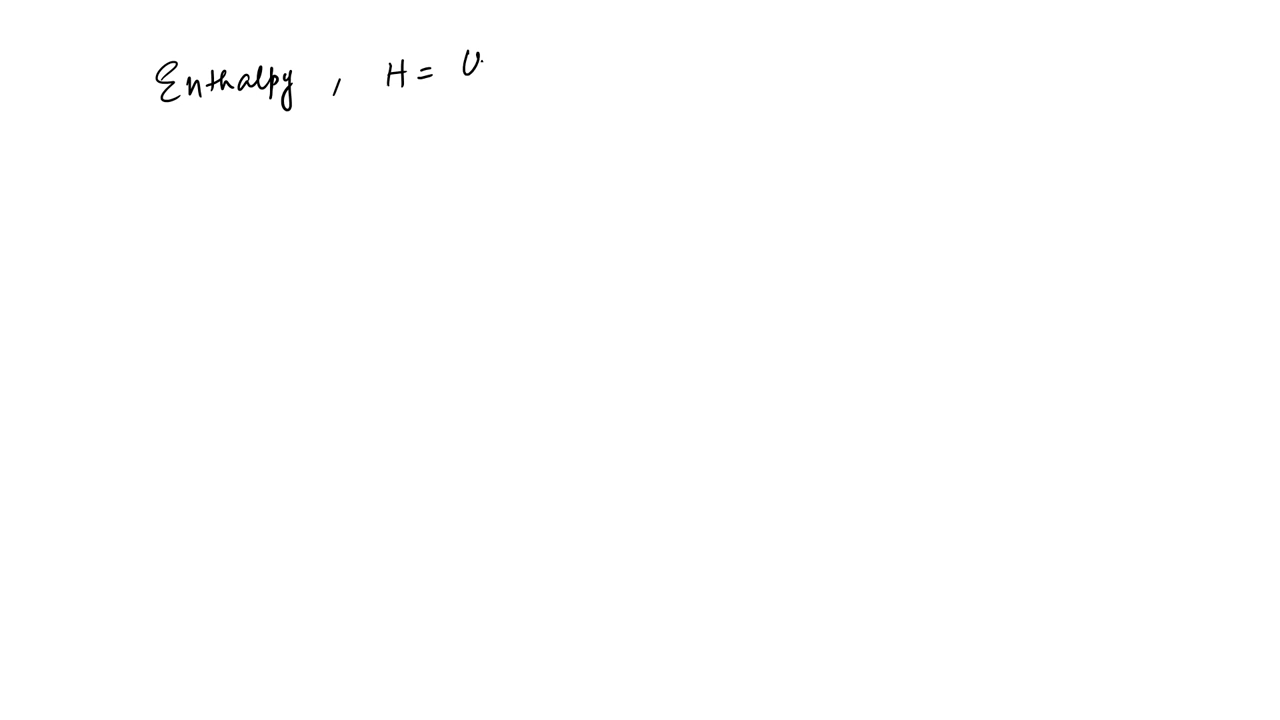 Enthalpy , H = U